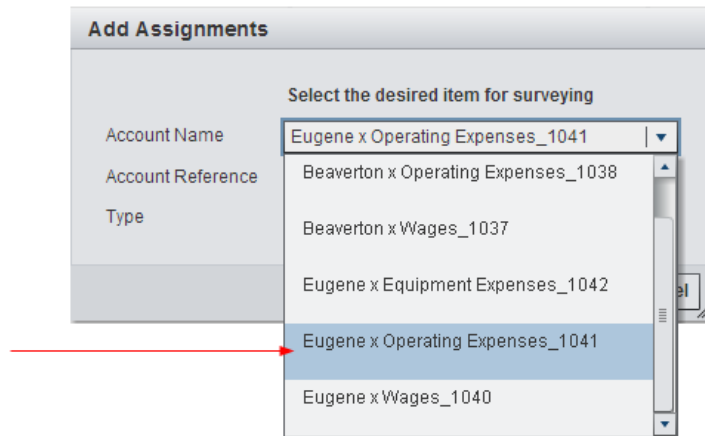 Add Assignments
Select the desired item for surveying
Account Name
Eugene x Operating Expenses_1041
Account Reference
Type
Beaverton x Operating Expenses_1038
Beaverton x Wages_1037
Eugene x Equipment Expenses_1042
Eugene x Operating Expenses_1041
Eugene x Wages_1040